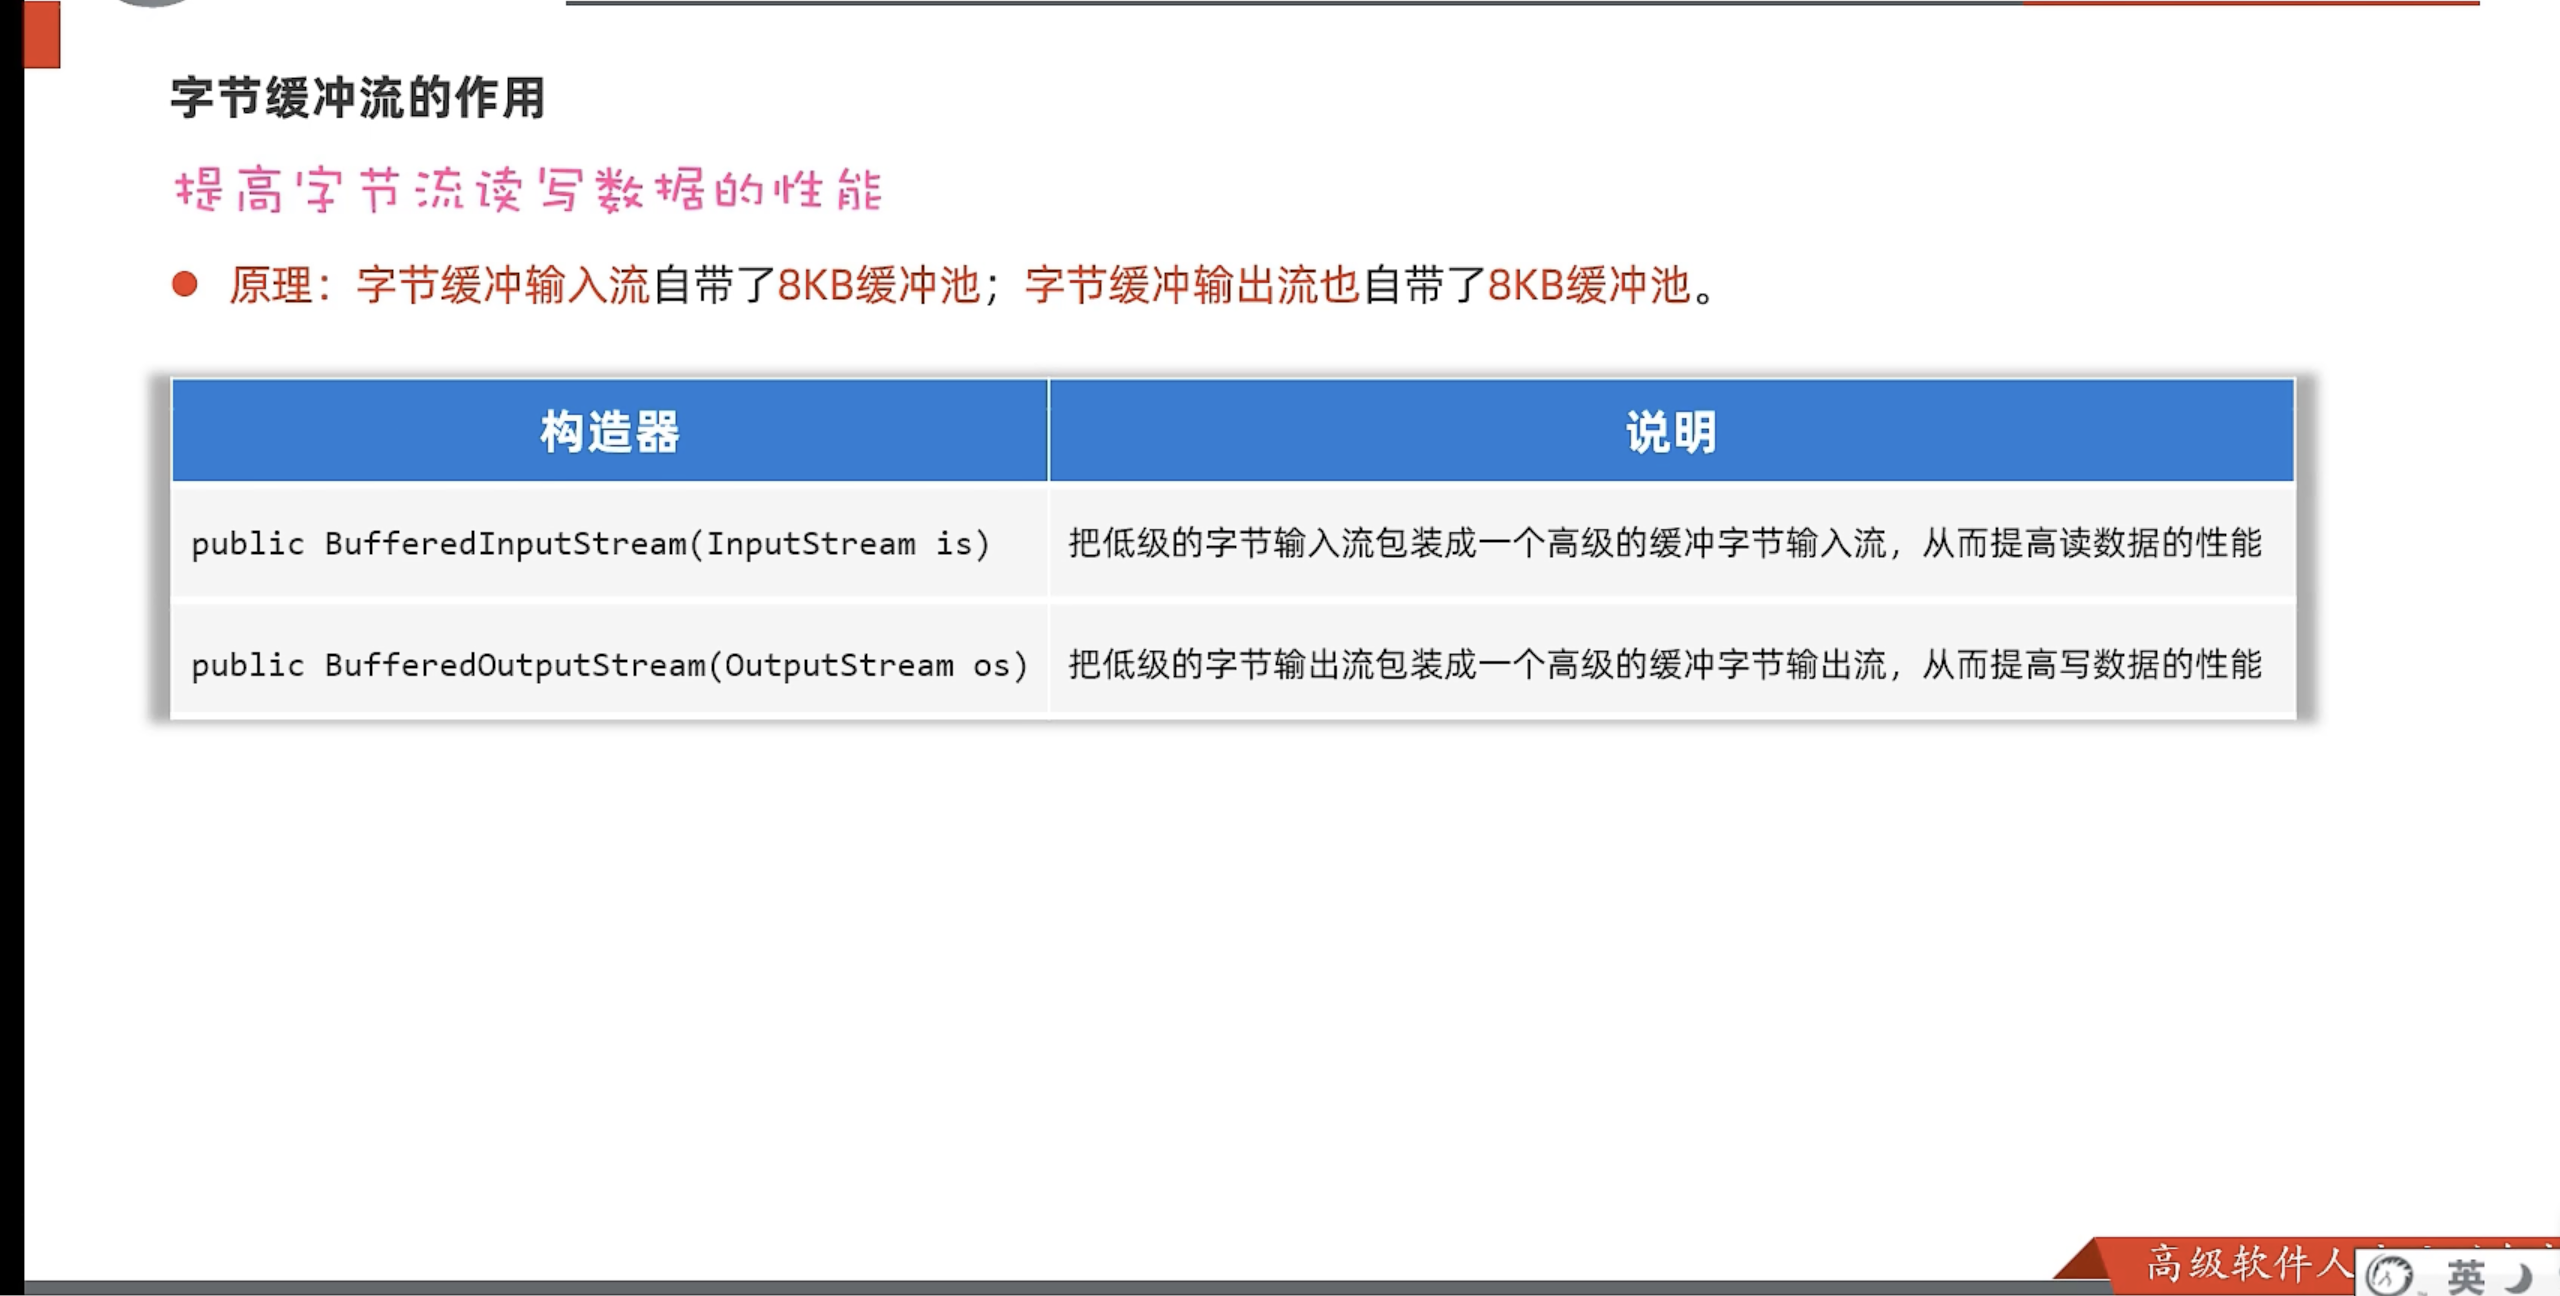 字节缓冲流的作用
提高字节流读写数据的性能
原理：字节缓冲输入流自带了8KB缓冲池；字节缓冲输出流也自带了8KB缓冲池。
构造器 说明
public BufferedInputStream(InputStream is) 把低级的字节输入流包装成一个高级的缓冲字节输入流，从而提高读数据的性能
public BufferedOutputStream(OutputStream os) 把低级的字节输出流包装成一个高级的缓冲字节输出流，从而提高写数据的性能
高级软件人
英